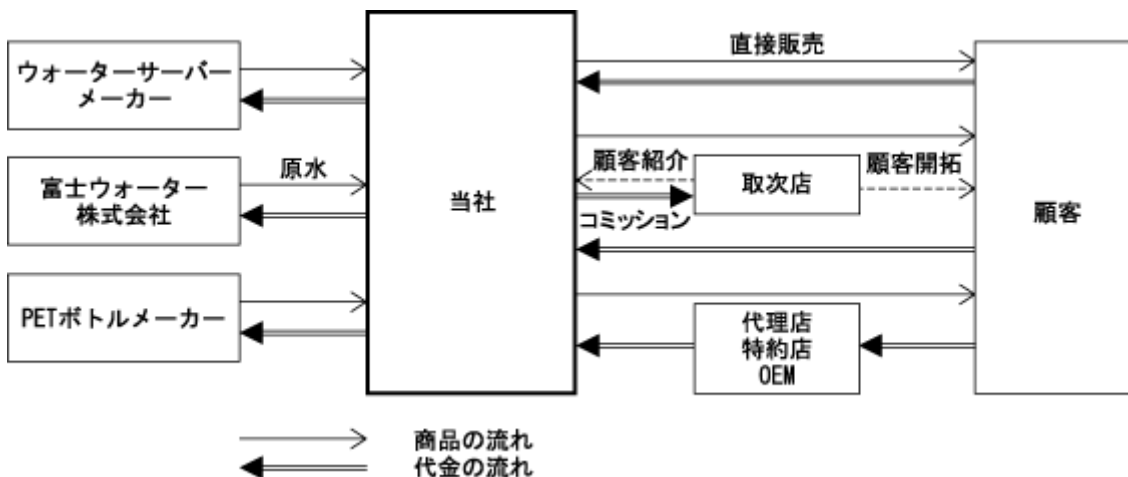 ウォーターサーバー
メーカー
富士ウォーター
株式会社
PETボトルメーカー
原水
当社
直接販売
顧客紹介
コミッション
取次店
顧客開拓
代理店
特約店
OEM
顧客
商品の流れ
代金の流れ